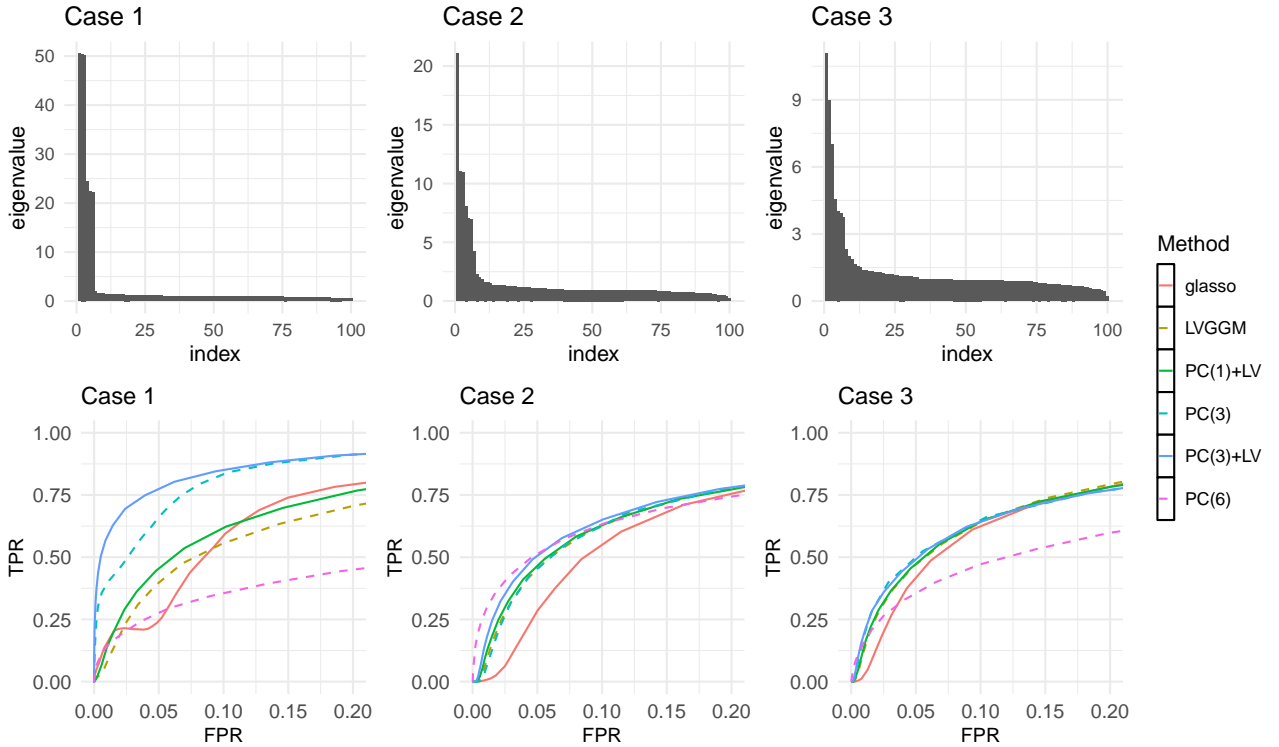 Case 1
Case 2
Case 3
eigenvalue
50
40
30
20
10
0
0
25
50
75
100
index
eigenvalue
20
15
10
5
0
0
25
50
75
100
index
eigenvalue
9
6
3
0
0
25
50
75
100
index
Case 1
Case 2
Case 3
TPR
1.00
0.75
0.50
0.25
0.00
0.00
0.05
0.10
0.15
0.20
FPR
TPR
1.00
0.75
0.50
0.25
0.00
0.00
0.05
0.10
0.15
0.20
FPR
TPR
1.00
0.75
0.50
0.25
0.00
0.00
0.05
0.10
0.15
0.20
FPR
Method
glasso
LVGGM
PC(1)+LV
PC(3)
PC(3)+LV
PC(6)